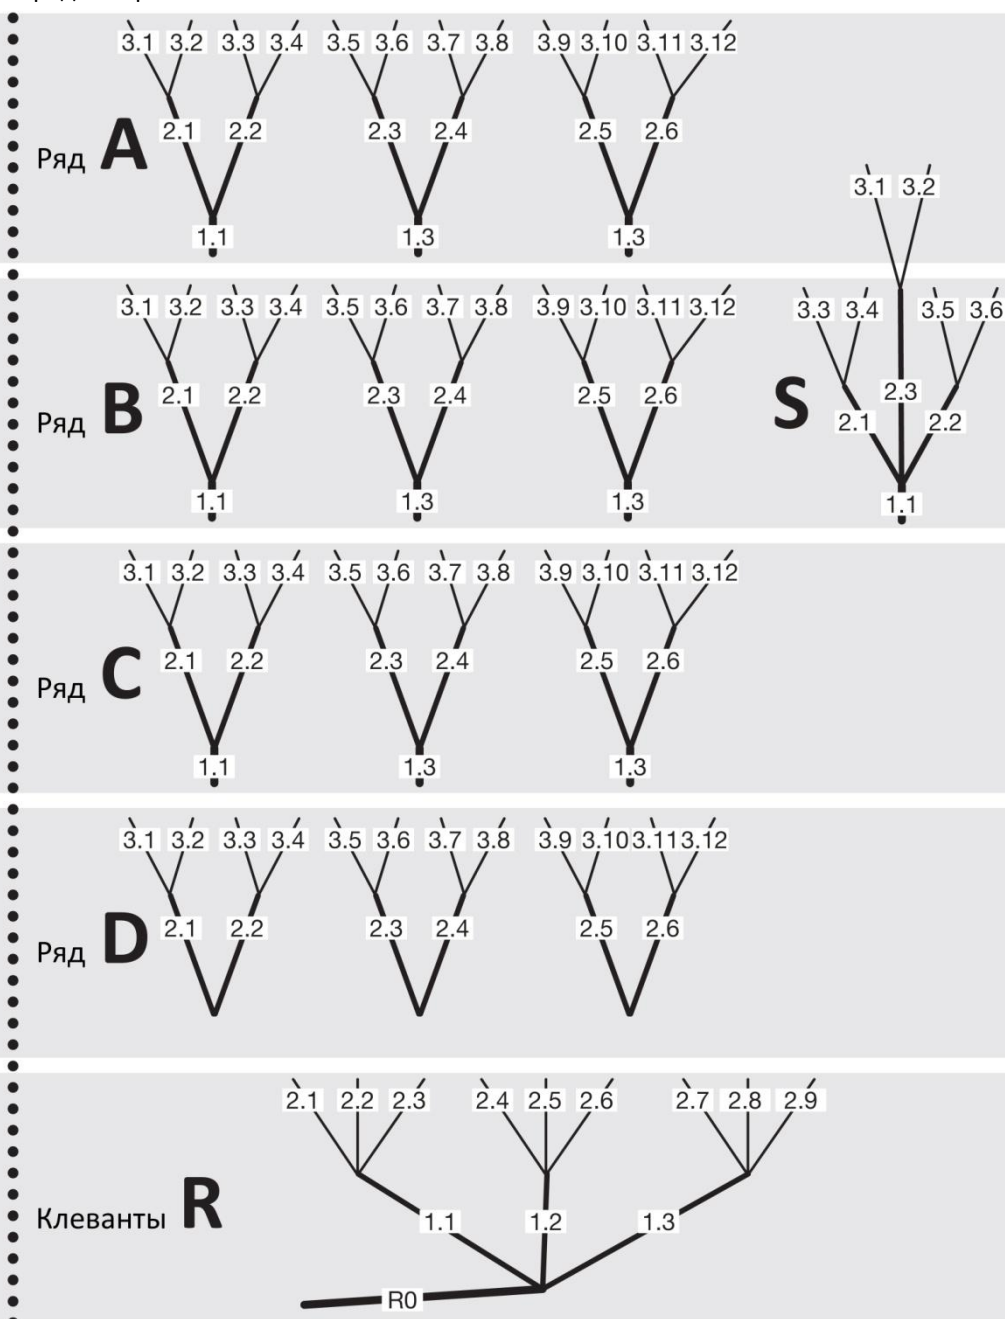 3.1 3.2 3.3 3.4 3.5 3.6 3.7 3.8 3.9 3.10 3.11 3.12
Ряд A 2.1 2.2 2.3 2.4 2.5 2.6
1.1 1.3 1.3
3.1 3.2
3.1 3.2 3.3 3.4 3.5 3.6 3.7 3.8 3.9 3.10 3.11 3.12
Ряд B 2.1 2.2 2.3 2.4 2.5 2.6
1.1 1.3 1.3
3.3 3.4 3.5 3.6
S 2.3
2.1 2.2
1.1
3.1 3.2 3.3 3.4 3.5 3.6 3.7 3.8 3.9 3.10 3.11 3.12
Ряд C 2.1 2.2 2.3 2.4 2.5 2.6
1.1 1.3 1.3
3.1 3.2 3.3 3.4 3.5 3.6 3.7 3.8 3.9 3.10 3.11 3.12
Ряд D 2.1 2.2 2.3 2.4 2.5 2.6
2.1 2.2 2.3 2.4 2.5 2.6 2.7 2.8 2.9
Клеванты R 1.1 1.2 1.3
R0